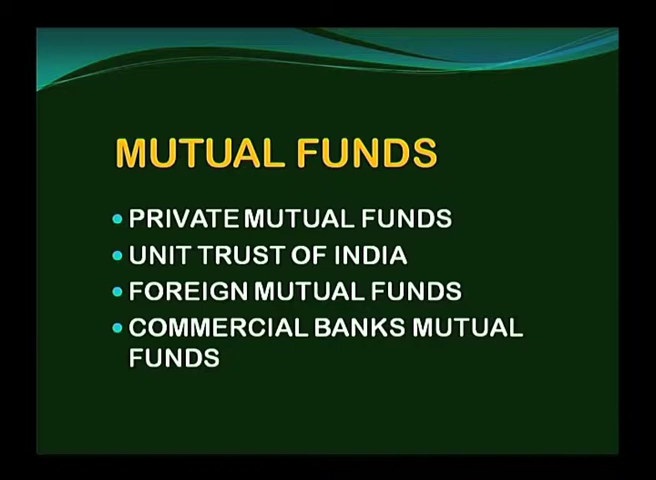 MUTUAL FUNDS
PRIVATE MUTUAL FUNDS
UNIT TRUST OF INDIA
FOREIGN MUTUAL FUNDS
COMMERCIAL BANKS MUTUAL
FUNDS